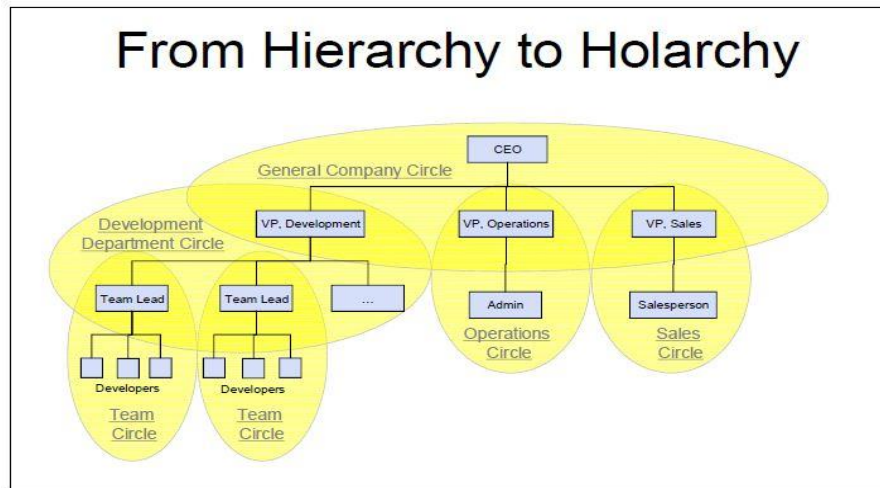 From Hierarchy to Holarchy
CEO
General Company Circle
Development
Department Circle
VP, Development
VP, Operations
VP, Sales
Team Lead
Team Lead
...
Admin
Salesperson
Operations
Circle
Sales
Circle
Developers
Developers
Team
Circle
Team
Circle